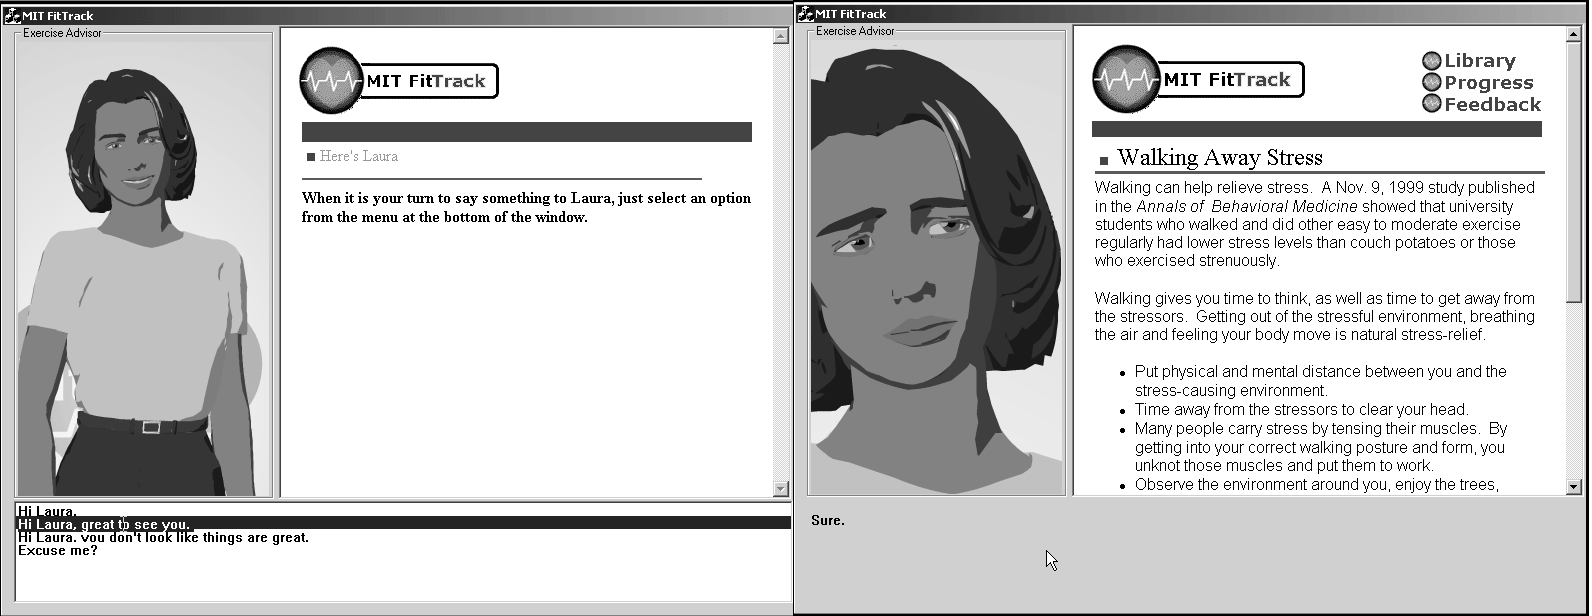 MIT FitTrack
Exercise Advisor
MIT FitTrack
Here's Laura
When it is your turn to say something to Laura, just select an option
from the menu at the bottom of the window.
Hi Laura.
Hi Laura, great to see you.
Hi Laura. you don't look like things are great.
Excuse me?
MIT FitTrack
Exercise Advisor
MIT FitTrack
Library
Progress
Feedback
Walking Away Stress
Walking can help relieve stress. A Nov. 9, 1999 study published
in the Annals of Behavioral Medicine showed that university
students who walked and did other easy to moderate exercise
regularly had lower stress levels than couch potatoes or those
who exercised strenuously.
Walking gives you time to think, as well as time to get away from
the stressors. Getting out of the stressful environment, breathing
the air and feeling your body move is natural stress-relief.
Put physical and mental distance between you and the
stress-causing environment.
Time away from the stressors to clear your head.
Many people carry stress by tensing their muscles. By
getting into your correct walking posture and form, you
unknot those muscles and put them to work.
Observe the environment around you, enjoy the trees,
Sure.